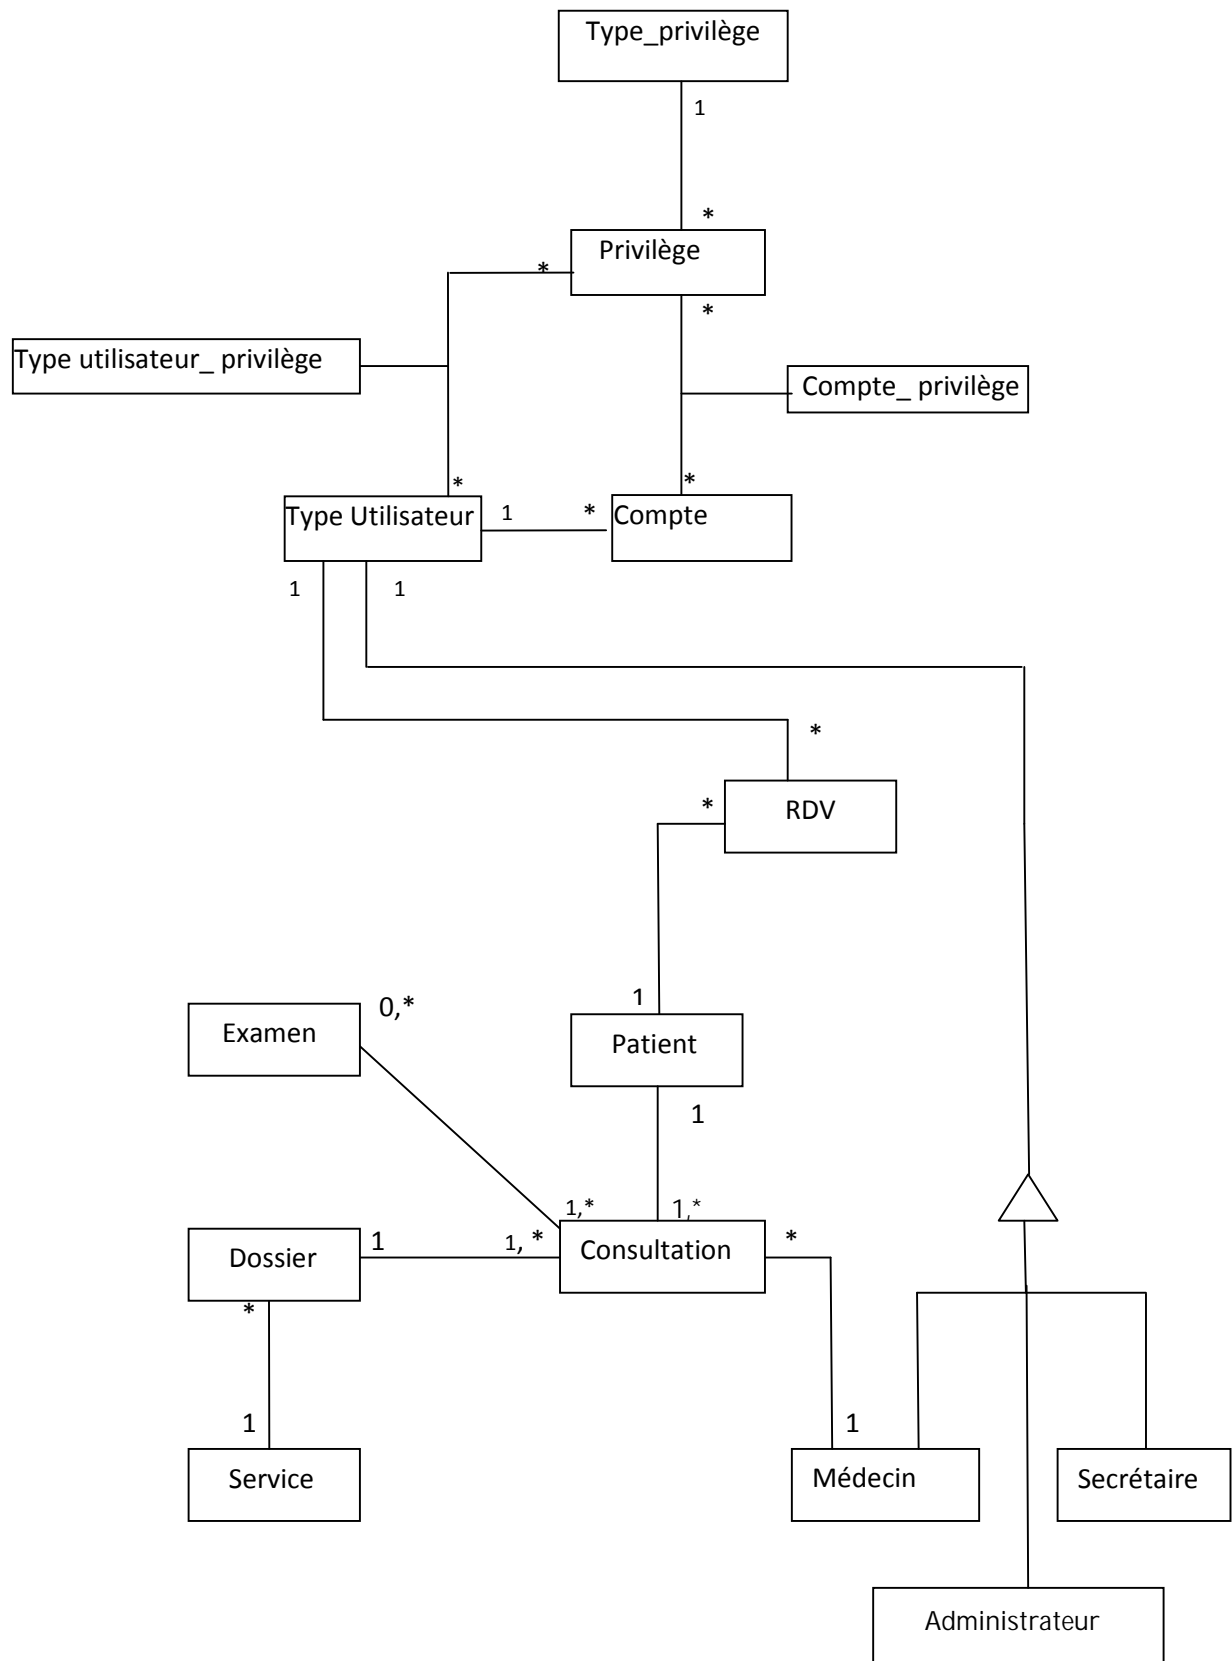 Type_privilège
1
*
Privilège
*
*
Type utilisateur_ privilège
Compte_ privilège
*
*
Type Utilisateur
1
*
Compte
1
1
*
*
RDV
1
0,*
Examen
Patient
1
1,*
1,*
Dossier
1
1, *
Consultation
*
*
1
1
Service
Médecin
Secrétaire
Administrateur